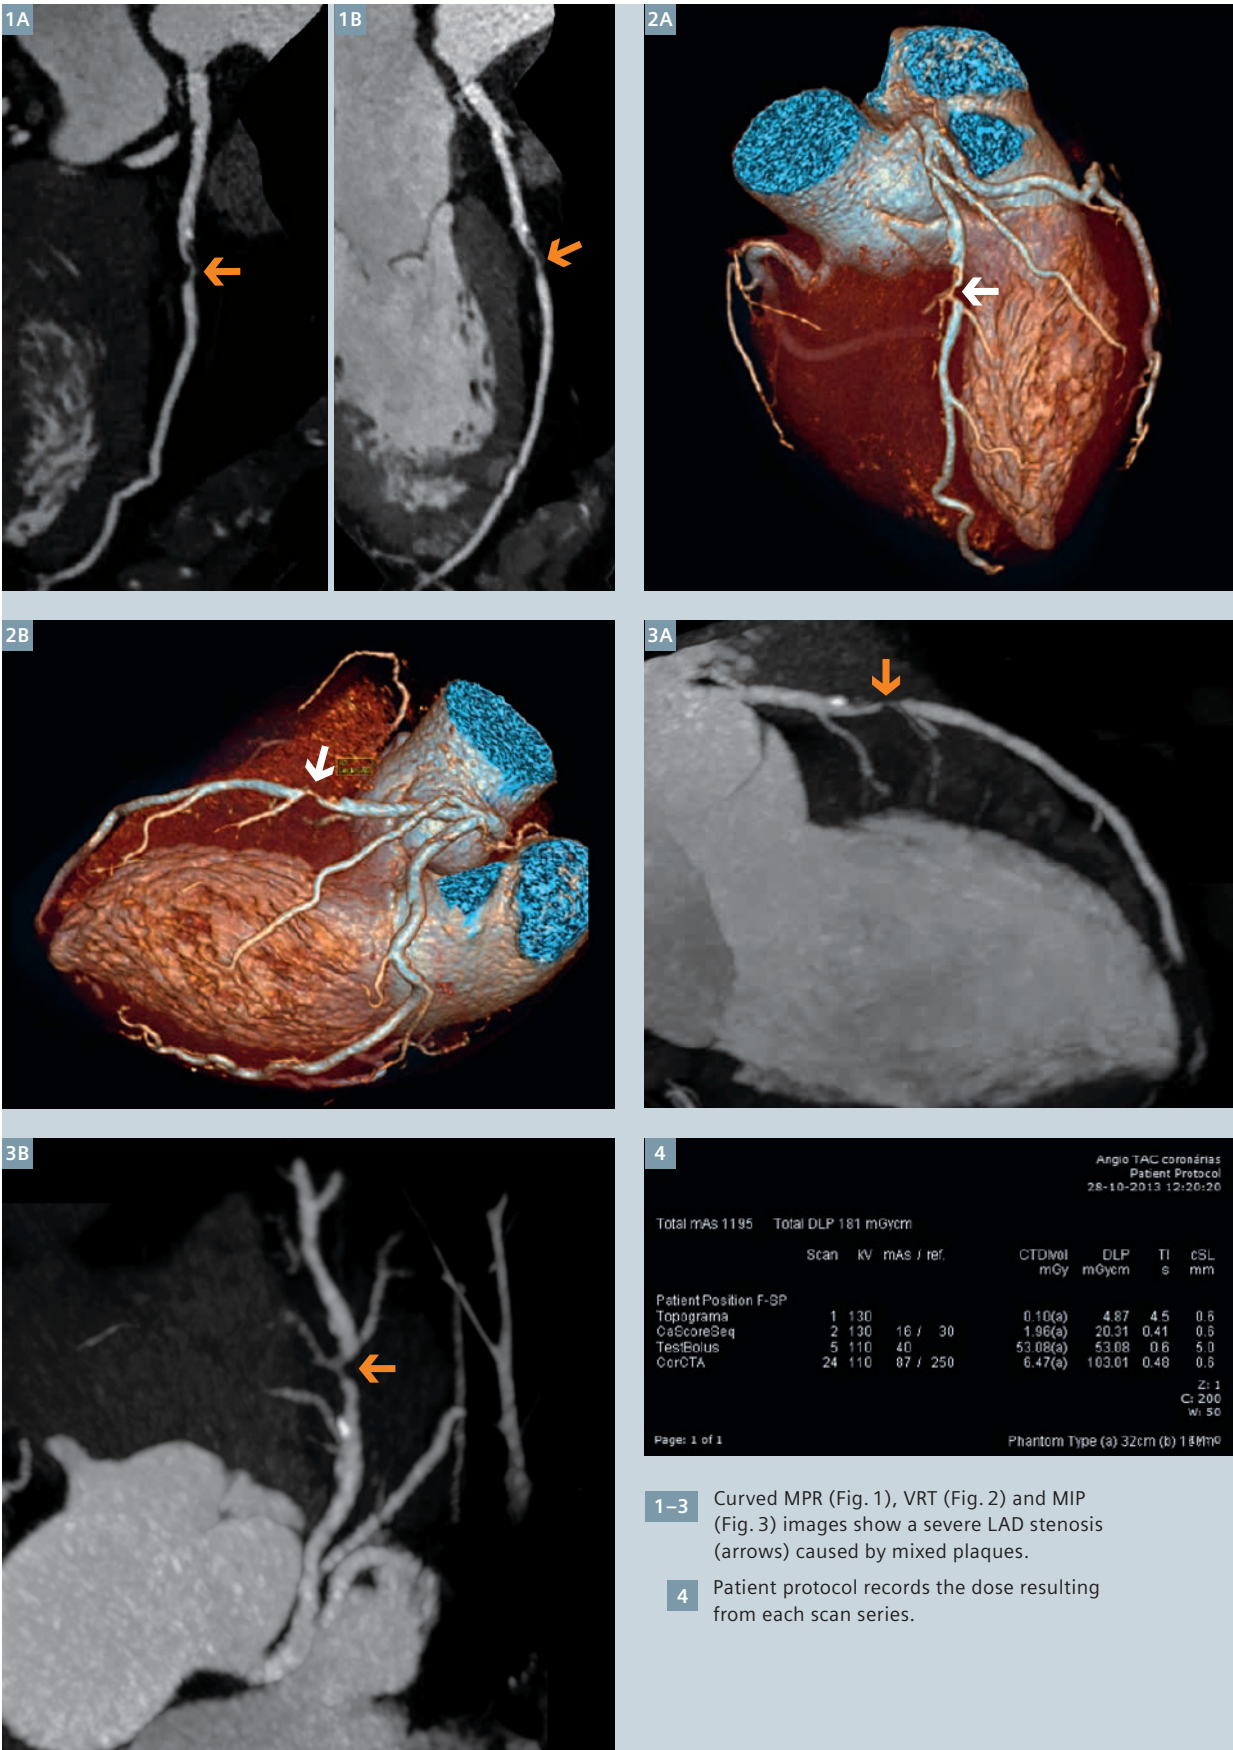 1A
1B
2A
2B
3A
3B
4
Angio TAC coronárias
Patient Protocol
28-10-2013 12:20:20
Total mAs 1195 Total DLP 181 mGycm
Scan kV mAs / ref. CTDIvol DLP TI cSL
mGy mGycm s mm
Patient Position F-SP
Topograma 1 130 0.10(a) 4.87 4.5 0.6
CaScoreSeq 2 130 16 / 30 1.96(a) 20.31 0.41 0.6
TestBolus 5 110 40 53.08(a) 53.08 0.6 5.0
CorCTA 24 110 87 / 250 6.47(a) 103.01 0.48 0.6
Z: 1
C: 200
W: 50
Page: 1 of 1
Phantom Type (a) 32cm (b)
1–3 Curved MPR (Fig. 1), VRT (Fig. 2) and MIP
(Fig. 3) images show a severe LAD stenosis
(arrows) caused by mixed plaques.
4 Patient protocol records the dose resulting
from each scan series.